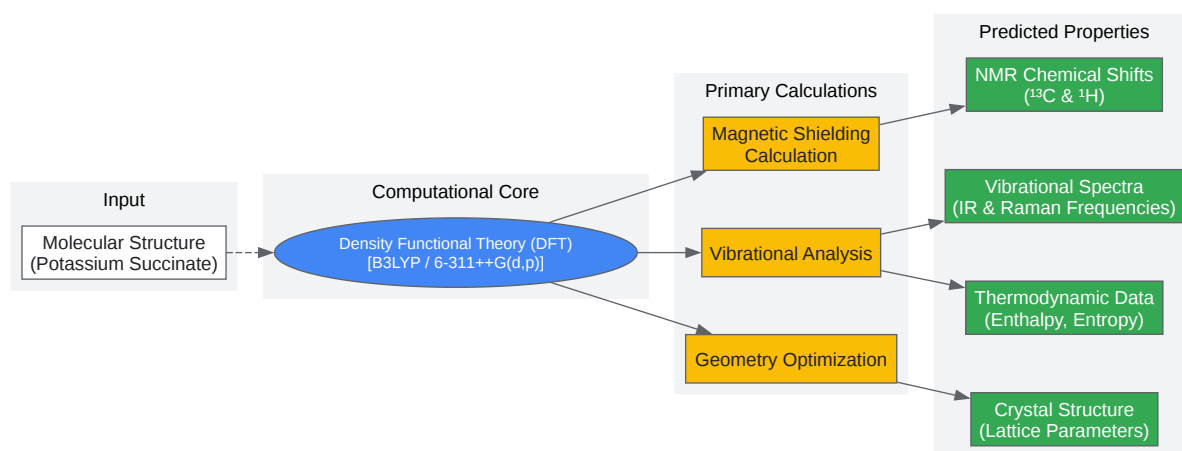 Input
Molecular Structure
(Potassium Succinate)
Computational Core
Density Functional Theory (DFT)
[B3LYP / 6-311++G(d,p)]
Primary Calculations
Magnetic Shielding
Calculation
Vibrational Analysis
Geometry Optimization
Predicted Properties
NMR Chemical Shifts
(¹³C & ¹H)
Vibrational Spectra
(IR & Raman Frequencies)
Thermodynamic Data
(Enthalpy, Entropy)
Crystal Structure
(Lattice Parameters)